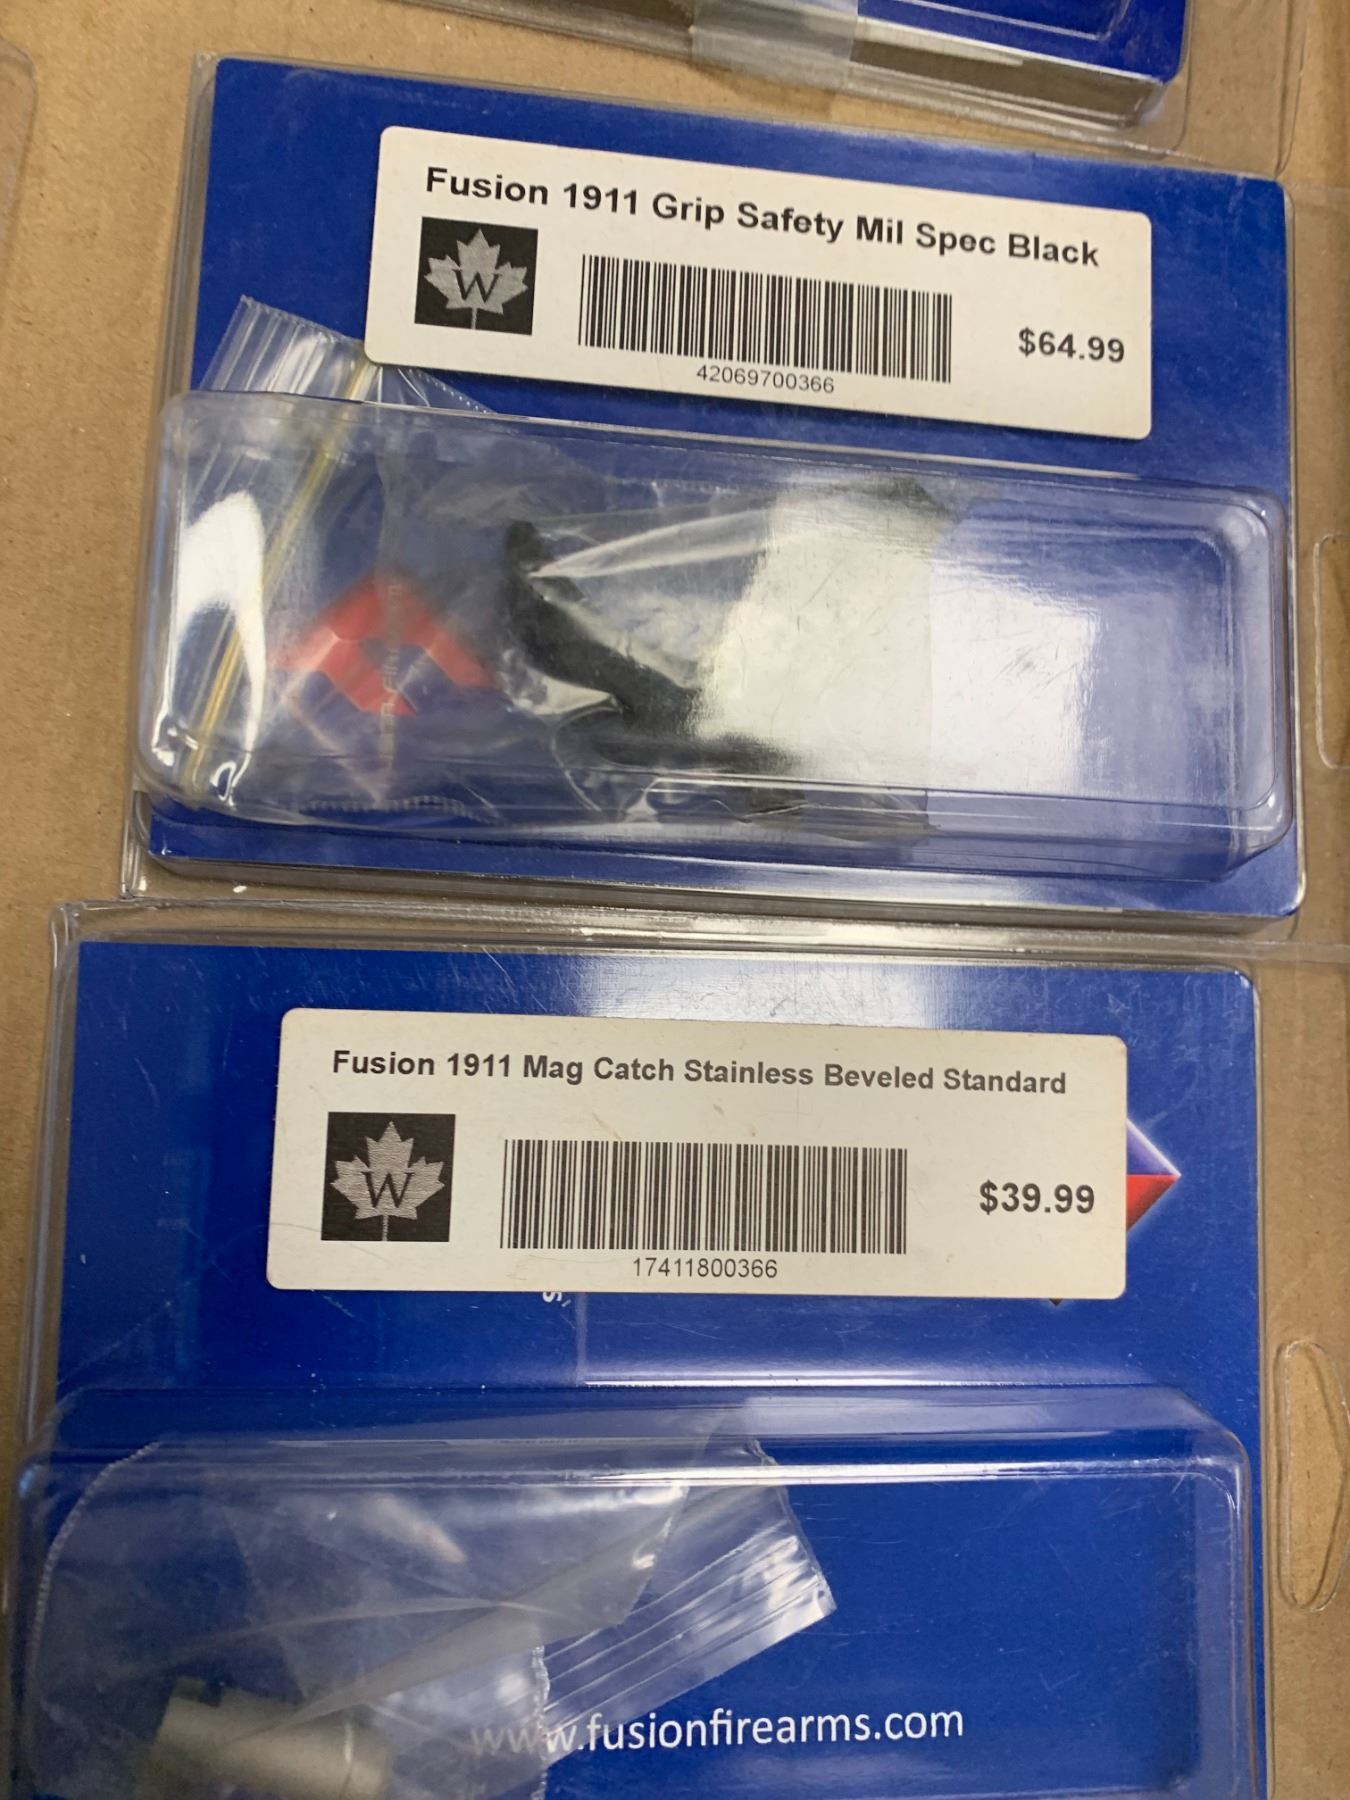 Fusion 1911 Grip Safety Mil Spec Black
W
$64.99
42069700366
Fusion 1911 Mag Catch Stainless Beveled Standard
W
$39.99
17411800366
www.fusionfirearms.com